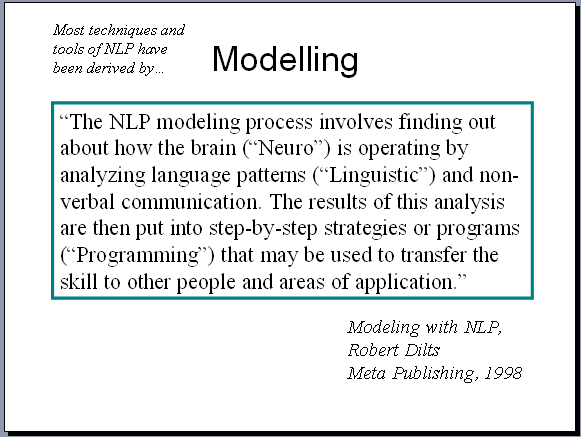 Most techniques and
tools of NLP have
been derived by...
Modelling
“The NLP modeling process involves finding out
about how the brain (“Neuro”) is operating by
analyzing language patterns (“Linguistic”) and non-
verbal communication. The results of this analysis
are then put into step-by-step strategies or programs
(“Programming”) that may be used to transfer the
skill to other people and areas of application.”
Modeling with NLP,
Robert Dilts
Meta Publishing, 1998